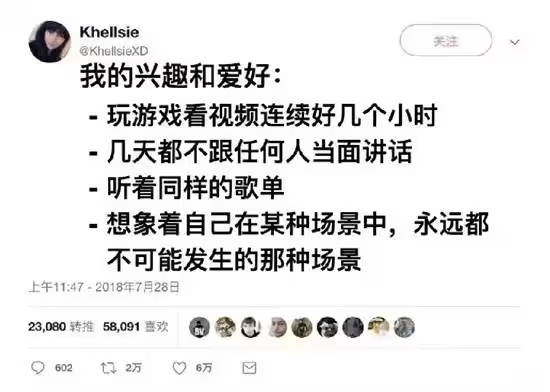 Khellsie
@KhellsieXD
关注
我的兴趣和爱好：
- 玩游戏看视频连续好几个小时
- 几天都不跟任何人当面讲话
- 听着同样的歌单
- 想象着自己在某种场景中，永远都
不可能发生的那种场景
上午11:47 - 2018年7月28日
23,080 转推 58,091 喜欢
602 2万 6万